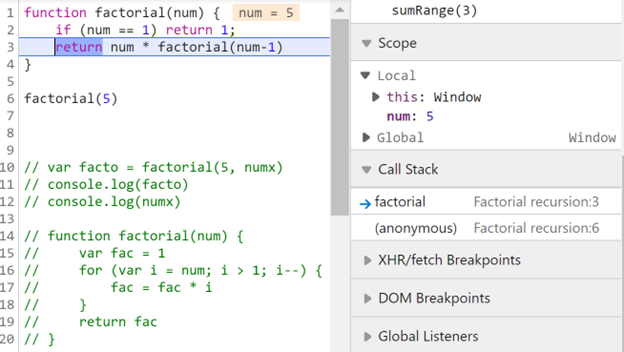 1 function factorial(num) { num = 5
2 if (num == 1) return 1;
3 return num * factorial(num-1)
4 }
5
6 factorial(5)
7
8
9
10 // var facto = factorial(5, numx)
11 // console.log(facto)
12 // console.log(numx)
13
14 // function factorial(num) {
15 // var fac = 1
16 // for (var i = num; i > 1; i--) {
17 // fac = fac * i
18 // }
19 // return fac
20 // }
sumRange(3)
Scope
Local
this: Window
num: 5
Global Window
Call Stack
factorial Factorial recursion:3
(anonymous) Factorial recursion:6
XHR/fetch Breakpoints
DOM Breakpoints
Global Listeners